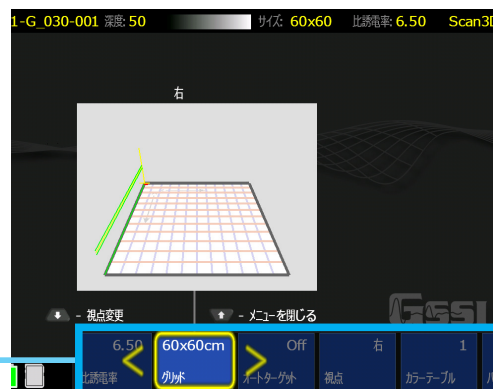 1-G_030-001 深度: 50 サイズ: 60x60 比誘電率: 6.50 Scan3D
右
- 視点変更 - メニューを閉じる
GSSI
6.50 60x60cm Off 右 1
比誘電率 グリッド オートターゲット 視点 カラーテーブル